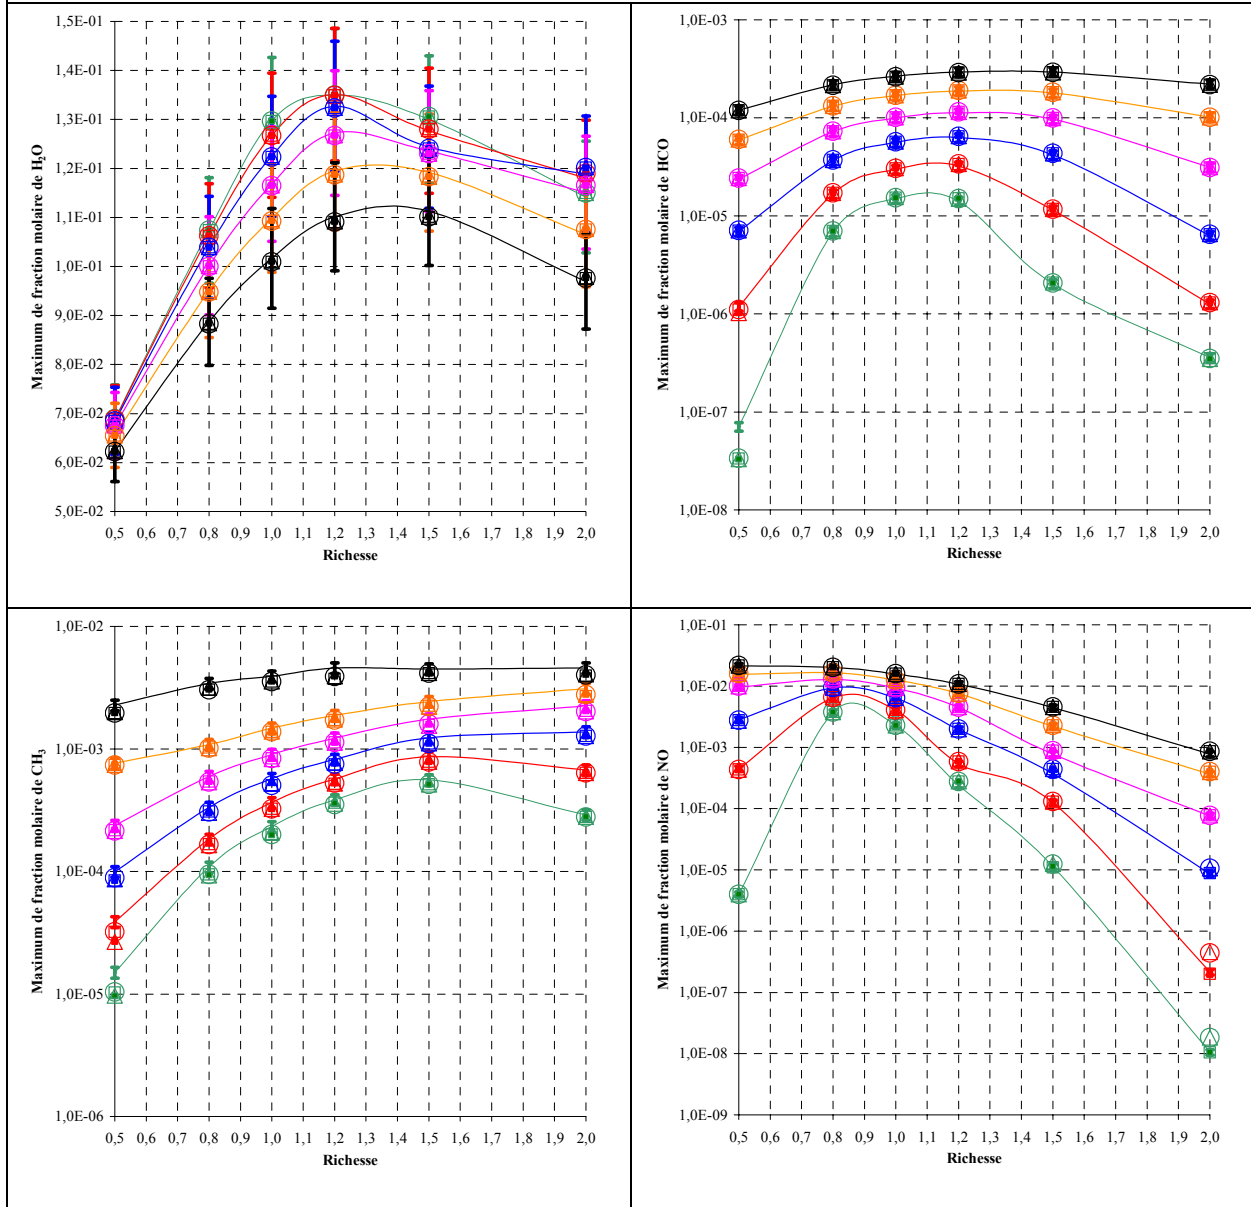 1,5E-01
1,4E-01
1,3E-01
1,2E-01
1,1E-01
1,0E-01
9,0E-02
8,0E-02
7,0E-02
6,0E-02
5,0E-02
Maximum de fraction molaire de H₂O
0,5 0,6 0,7 0,8 0,9 1,0 1,1 1,2 1,3 1,4 1,5 1,6 1,7 1,8 1,9 2,0
Richesse
1,0E-03
1,0E-04
1,0E-05
1,0E-06
1,0E-07
1,0E-08
Maximum de fraction molaire de HCO
0,5 0,6 0,7 0,8 0,9 1,0 1,1 1,2 1,3 1,4 1,5 1,6 1,7 1,8 1,9 2,0
Richesse
1,0E-02
1,0E-03
1,0E-04
1,0E-05
1,0E-06
Maximum de fraction molaire de CH₃
0,5 0,6 0,7 0,8 0,9 1,0 1,1 1,2 1,3 1,4 1,5 1,6 1,7 1,8 1,9 2,0
Richesse
1,0E-01
1,0E-02
1,0E-03
1,0E-04
1,0E-05
1,0E-06
1,0E-07
1,0E-08
1,0E-09
Maximum de fraction molaire de NO
0,5 0,6 0,7 0,8 0,9 1,0 1,1 1,2 1,3 1,4 1,5 1,6 1,7 1,8 1,9 2,0
Richesse